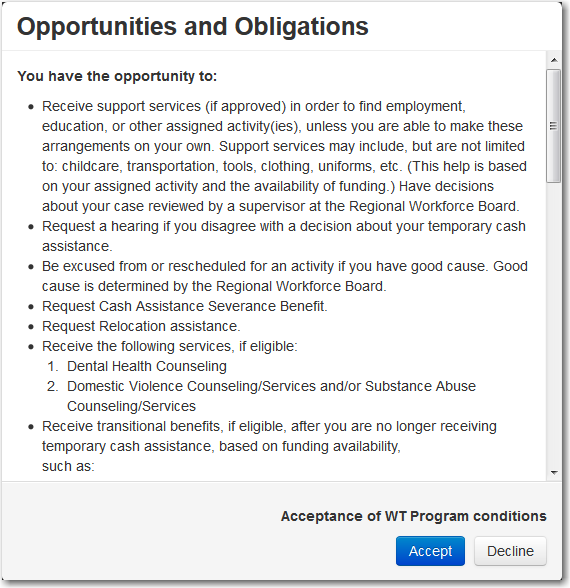 Opportunities and Obligations
You have the opportunity to:
• Receive support services (if approved) in order to find employment,
education, or other assigned activity(ies), unless you are able to make these
arrangements on your own. Support services may include, but are not limited
to: childcare, transportation, tools, clothing, uniforms, etc. (This help is based
on your assigned activity and the availability of funding.) Have decisions
about your case reviewed by a supervisor at the Regional Workforce Board.
• Request a hearing if you disagree with a decision about your temporary cash
assistance.
• Be excused from or rescheduled for an activity if you have good cause. Good
cause is determined by the Regional Workforce Board.
• Request Cash Assistance Severance Benefit.
• Request Relocation assistance.
• Receive the following services, if eligible:
1. Dental Health Counseling
2. Domestic Violence Counseling/Services and/or Substance Abuse
Counseling/Services
• Receive transitional benefits, if eligible, after you are no longer receiving
temporary cash assistance, based on funding availability,
such as:
Acceptance of WT Program conditions
Accept Decline